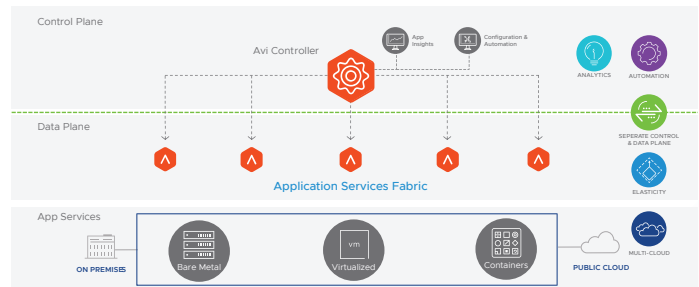 Control Plane
Avi Controller
App
Insights
Configuration &
Automation
ANALYTICS
AUTOMATION
Data Plane
SEPERATE CONTROL
& DATA PLANE
Application Services Fabric
ELASTICITY
App Services
ON PREMISES
Bare Metal
vm
Virtualized
Containers
PUBLIC CLOUD
MULTI-CLOUD